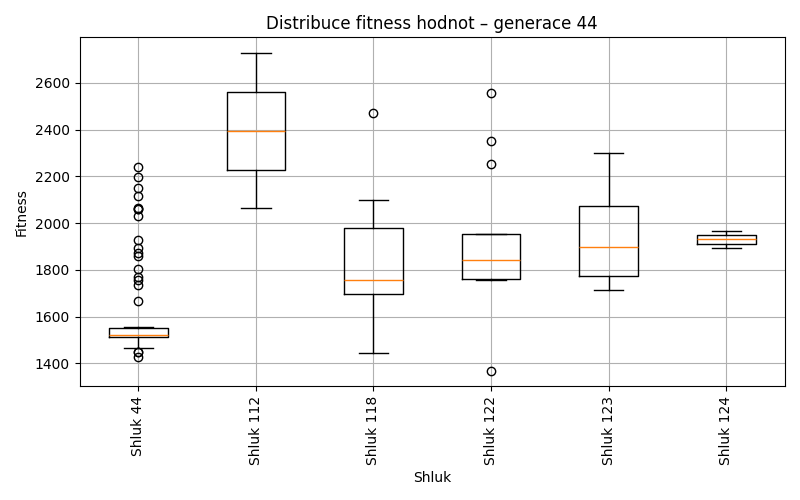 Distribuce fitness hodnot – generace 44
Fitness
2600
2400
2200
2000
1800
1600
1400
Shluk 44
Shluk 112
Shluk 118
Shluk 122
Shluk 123
Shluk 124
Shluk